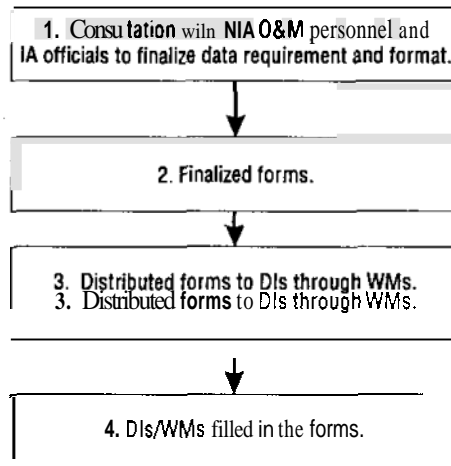 1. Consu tation wiln NIA O&M personnel and
IA officials to finalize data requirement and format.
2. Finalized forms.
3. Distributed forms to DIs through WMs.
3. Distributed forms to DIs through WMs.
4. DIs/WMs filled in the forms.